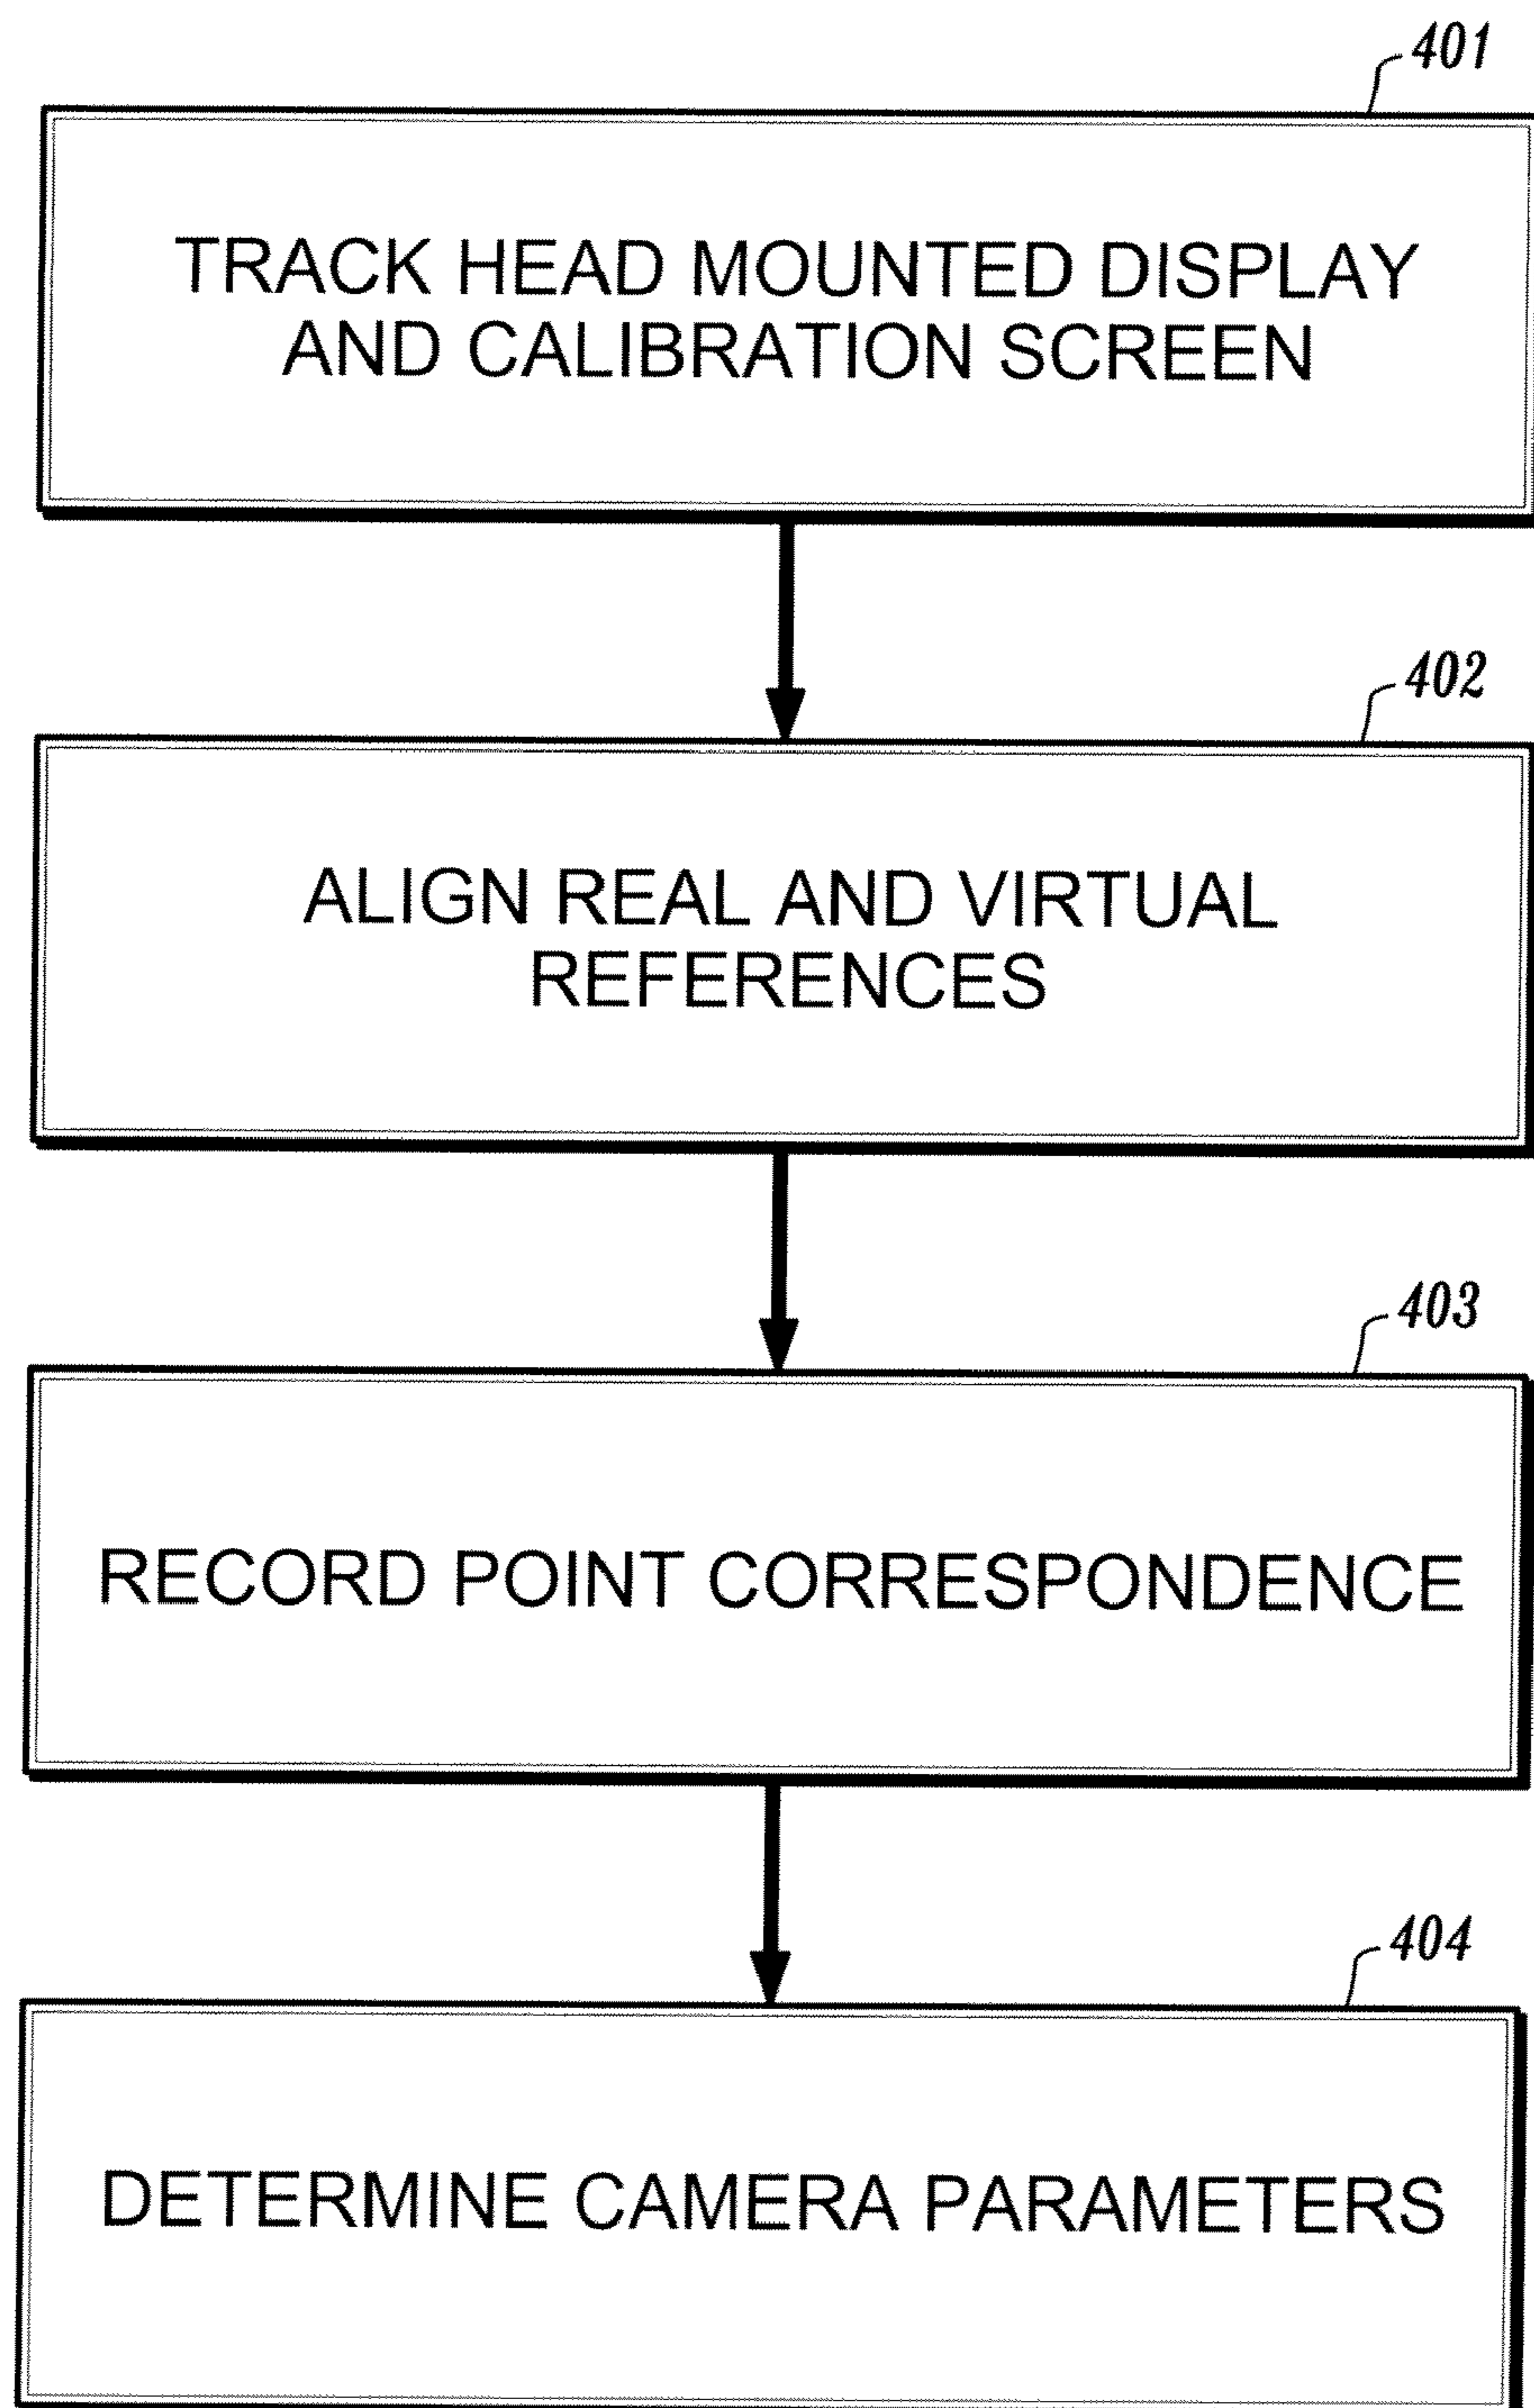 401
TRACK HEAD MOUNTED DISPLAY
AND CALIBRATION SCREEN
402
ALIGN REAL AND VIRTUAL
REFERENCES
403
RECORD POINT CORRESPONDENCE
404
DETERMINE CAMERA PARAMETERS